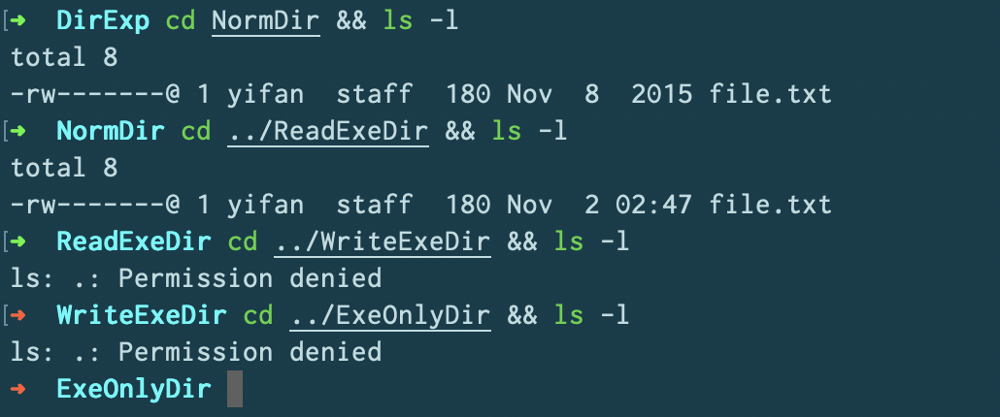 [➜ DirExp cd NormDir && ls -l
total 8
-rw-------@ 1 yifan  staff  180 Nov  8  2015 file.txt
[➜ NormDir cd ../ReadExeDir && ls -l
total 8
-rw-------@ 1 yifan  staff  180 Nov  2 02:47 file.txt
[➜ ReadExeDir cd ../WriteExeDir && ls -l
ls: .: Permission denied
[➜ WriteExeDir cd ../ExeOnlyDir && ls -l
ls: .: Permission denied
➜ ExeOnlyDir